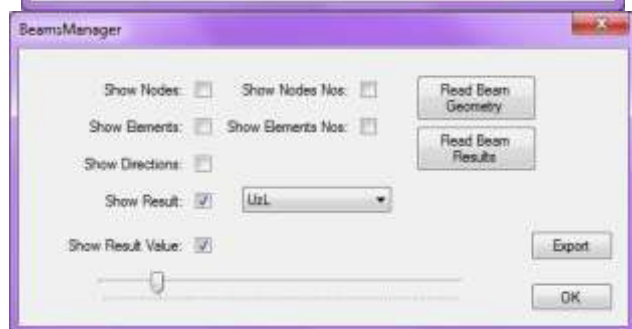 BeamsManager
Show Nodes: Show Nodes Nos: Read Beam
Geometry
Show Elements: Show Elements Nos: Read Beam
Results
Show Directions:
Show Result: UzL
Show Result Value: Export
OK